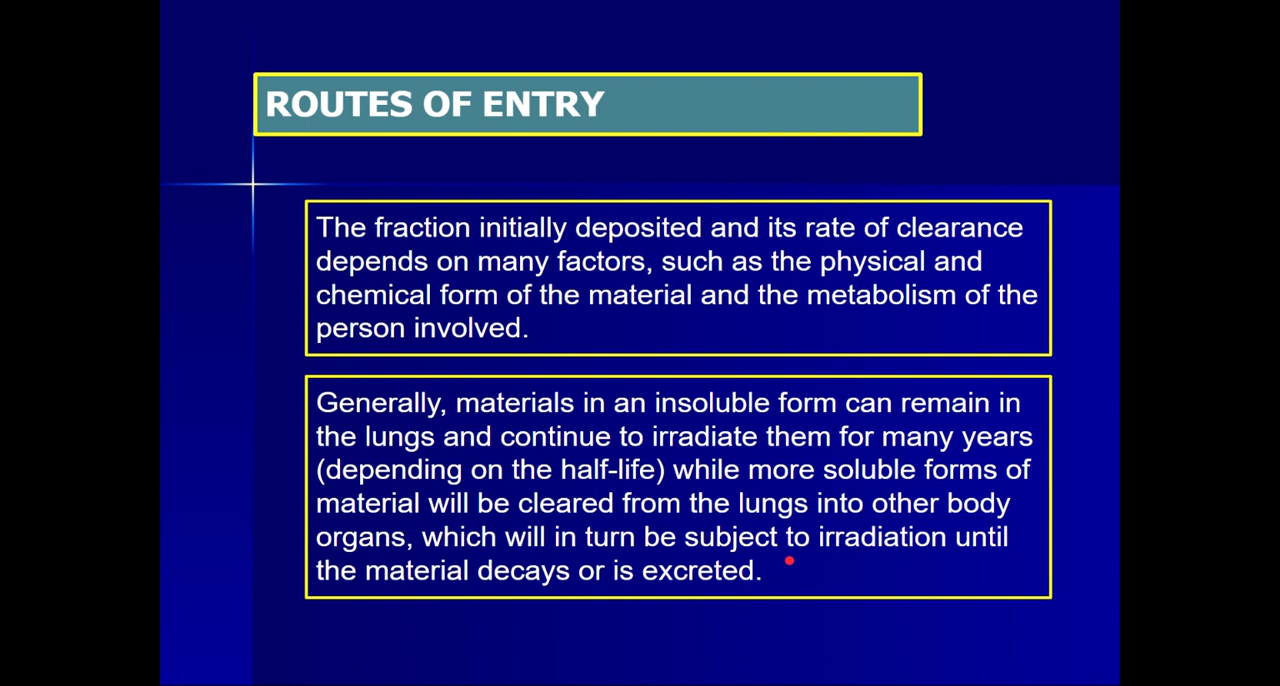 ROUTES OF ENTRY
The fraction initially deposited and its rate of clearance
depends on many factors, such as the physical and
chemical form of the material and the metabolism of the
person involved.
Generally, materials in an insoluble form can remain in
the lungs and continue to irradiate them for many years
(depending on the half-life) while more soluble forms of
material will be cleared from the lungs into other body
organs, which will in turn be subject to irradiation until
the material decays or is excreted.